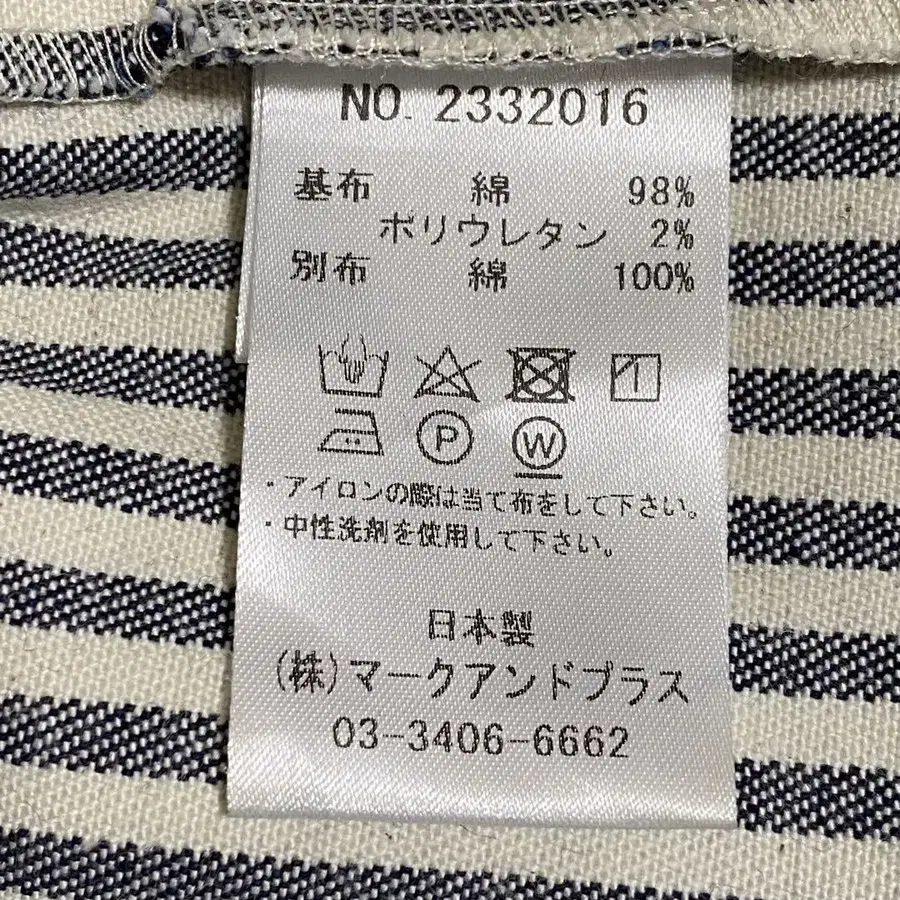 NO. 2332016
基布 綿 98%
ポリウレタン 2%
別布 綿 100%
P W
・アイロンの際は当て布をして下さい。
・中性洗剤を使用して下さい。
日本製
(株)マークアンドプラス
03-3406-6662